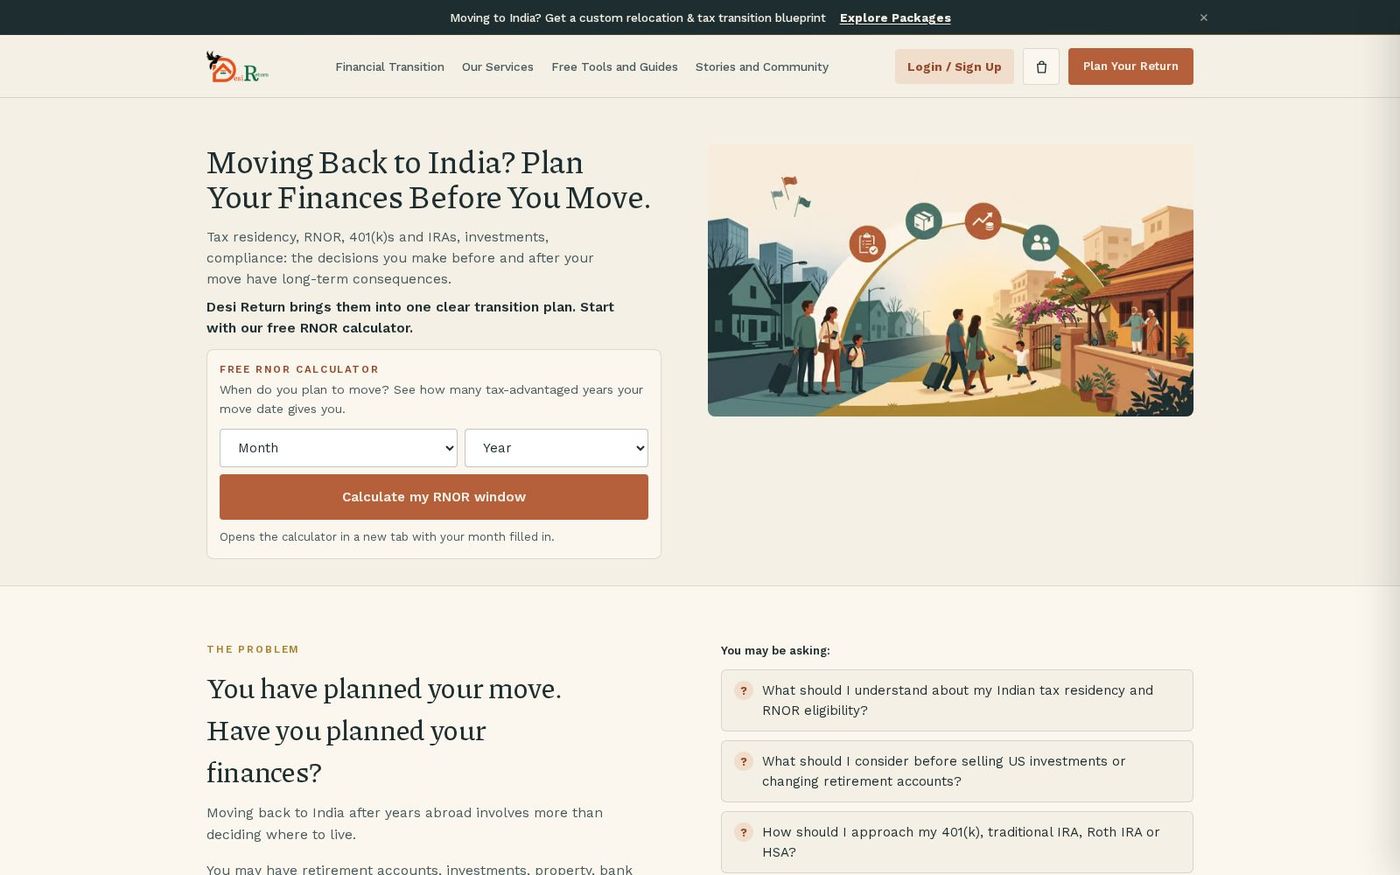 Moving to India? Get a custom relocation & tax transition blueprint Explore Packages ×
Desi Return
Financial Transition
Our Services
Free Tools and Guides
Stories and Community
Login / Sign Up
Plan Your Return
Moving Back to India? Plan
Your Finances Before You Move.
Tax residency, RNOR, 401(k)s and IRAs, investments,
compliance: the decisions you make before and after your
move have long-term consequences.
Desi Return brings them into one clear transition plan. Start
with our free RNOR calculator.
FREE RNOR CALCULATOR
When do you plan to move? See how many tax-advantaged years your
move date gives you.
Month
Year
Calculate my RNOR window
Opens the calculator in a new tab with your month filled in.
THE PROBLEM
You have planned your move.
Have you planned your
finances?
Moving back to India after years abroad involves more than
deciding where to live.
You may have retirement accounts, investments, property, bank
You may be asking:
? What should I understand about my Indian tax residency and
RNOR eligibility?
? What should I consider before selling US investments or
changing retirement accounts?
? How should I approach my 401(k), traditional IRA, Roth IRA or
HSA?